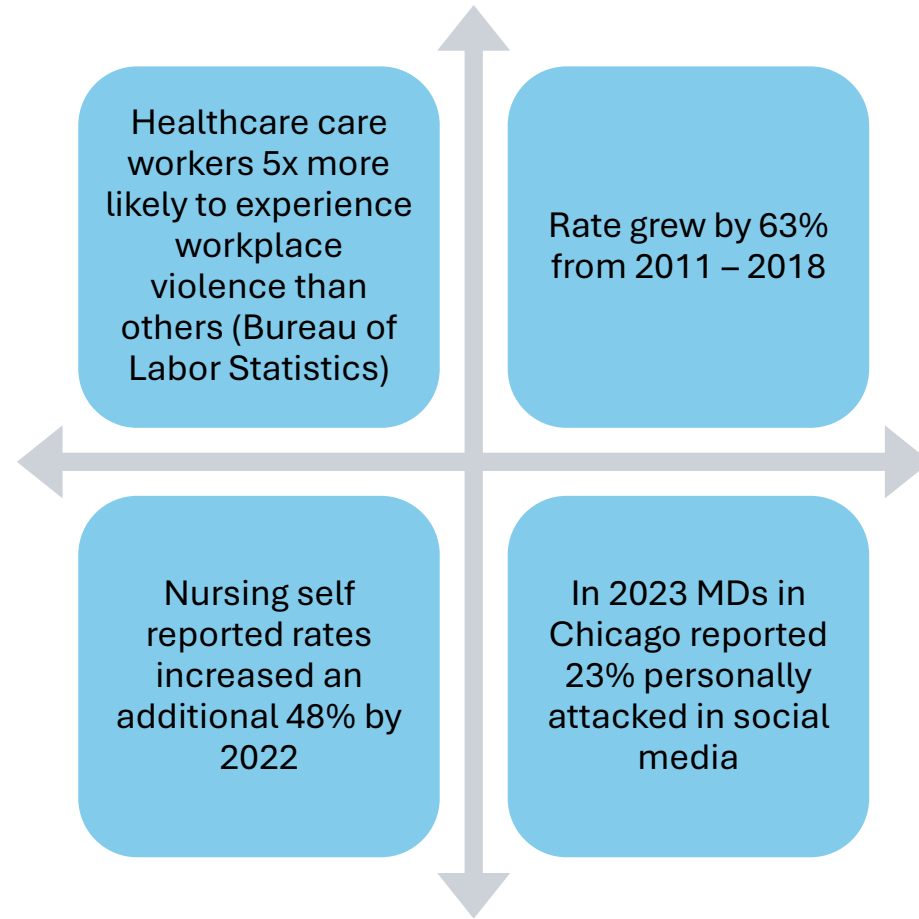 Healthcare care
workers 5x more
likely to experience
workplace
violence than
others (Bureau of
Labor Statistics)
Rate grew by 63%
from 2011 – 2018
Nursing self
reported rates
increased an
additional 48% by
2022
In 2023 MDs in
Chicago reported
23% personally
attacked in social
media